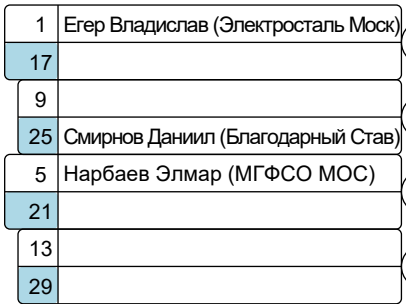 1 Егер Владислав (Электросталь Моск)
17
9
25 Смирнов Даниил (Благодарный Став)
5 Нарбаев Элмар (МГФСО МОС)
21
13
29